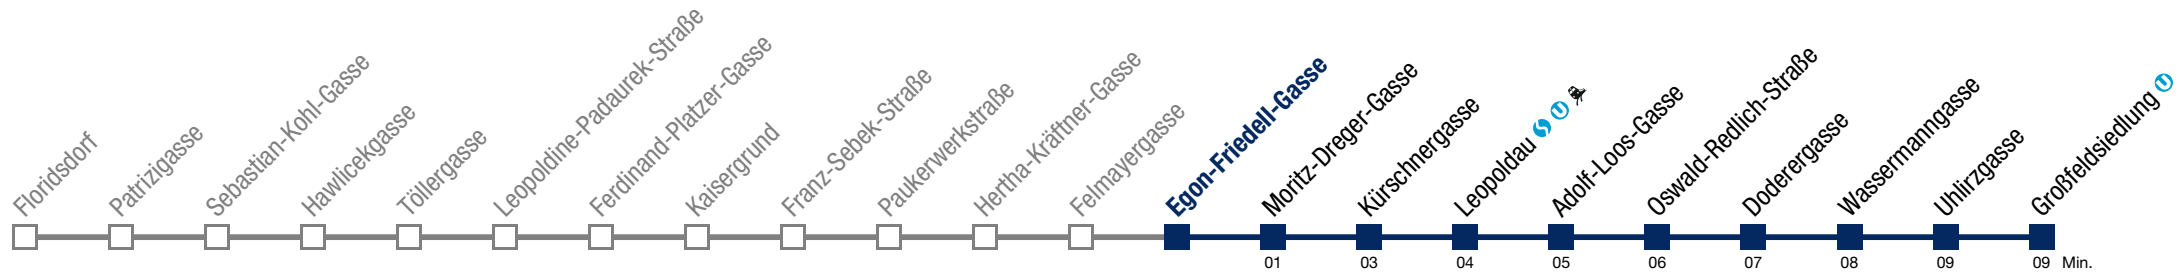 Floridsdorf
Patrizigasse
Sebastian-Kohl-Gasse
Hawlicekgasse
Töllergasse
Leopoldine-Padaurek-Straße
Ferdinand-Platzer-Gasse
Kaisergrund
Franz-Sebek-Straße
Paukerwerkstraße
Hertha-Kräftner-Gasse
Felmayergasse
Egon-Friedell-Gasse
Moritz-Dreger-Gasse
Kürschnergasse
Leopoldau S U
Adolf-Loos-Gasse
Oswald-Redlich-Straße
Doderergasse
Wassermanngasse
Uhlirzgasse
Großfeldsiedlung U
01 03 04 05 06 07 08 09 09 Min.